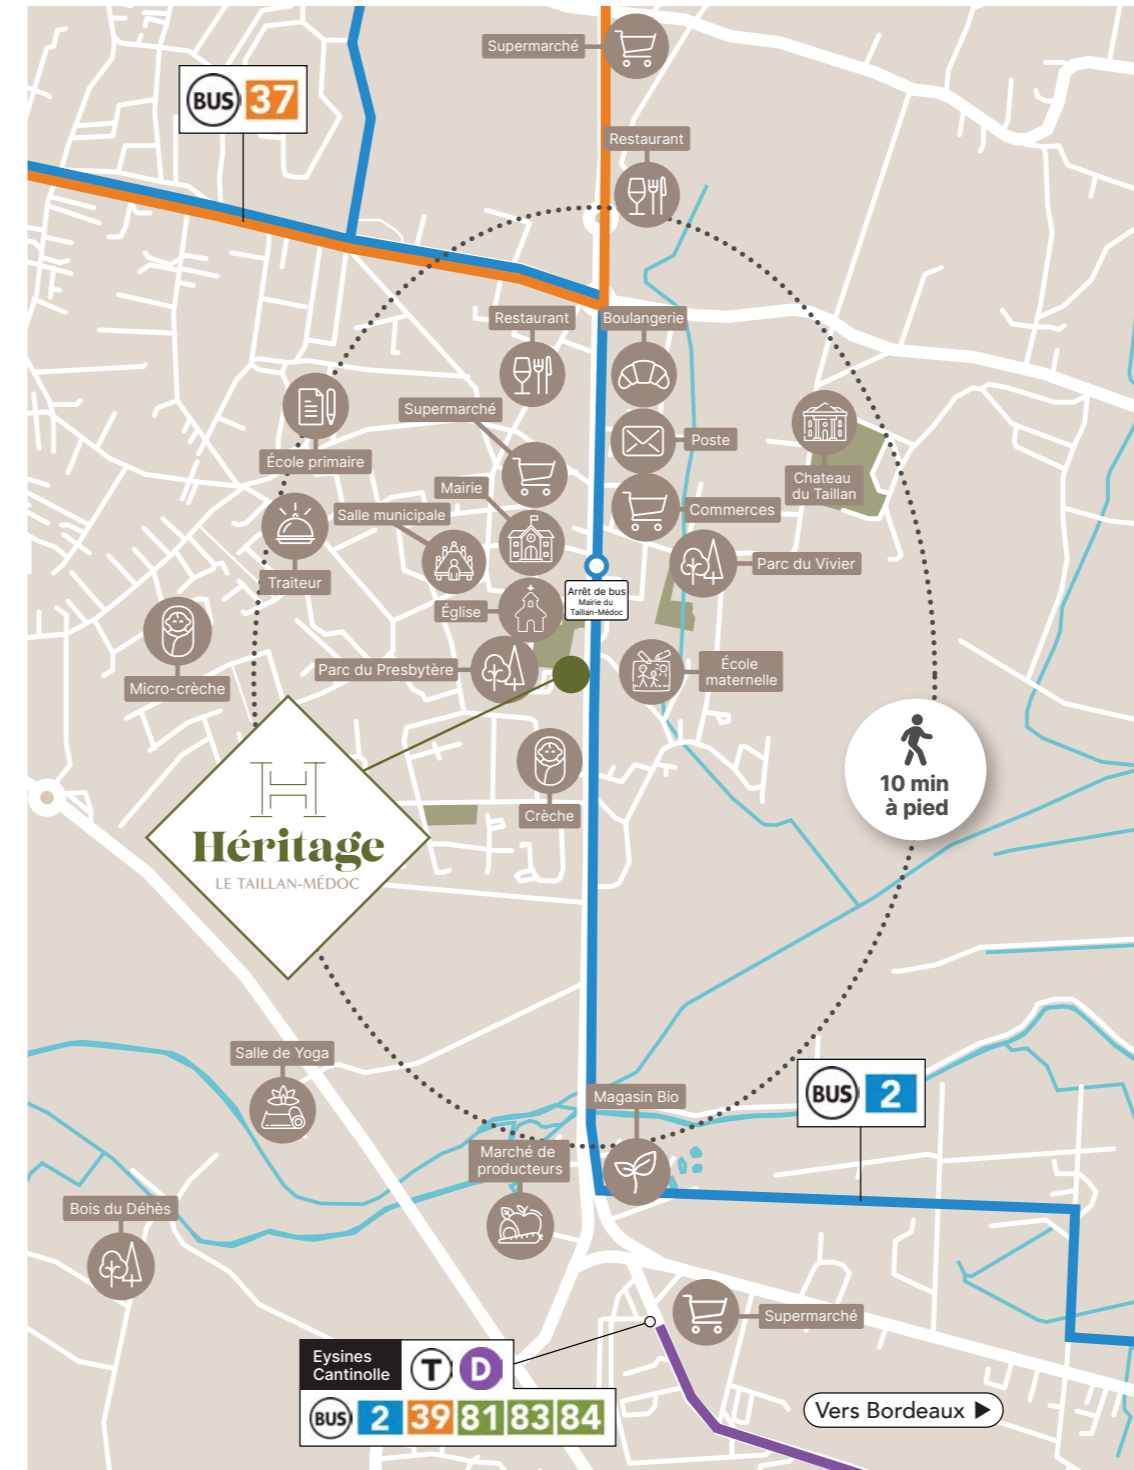 Supermarché
BUS 37
Restaurant
Restaurant
Boulangerie
Supermarché
École primaire
Poste
Mairie
Chateau
du Taillan
Commerces
Salle municipale
Parc du Vivier
Traiteur
Arrêt de bus
Mairie du
Taillan-Médoc
Église
École
maternelle
Parc du Presbytère
Micro-crèche
10 min
à pied
Crèche
H
Héritage
LE TAILLAN-MÉDOC
Salle de Yoga
BUS 2
Magasin Bio
Marché de
producteurs
Bois du Déhès
Supermarché
Eysines
Cantinolle
T D
BUS 2 39 81 83 84
Vers Bordeaux